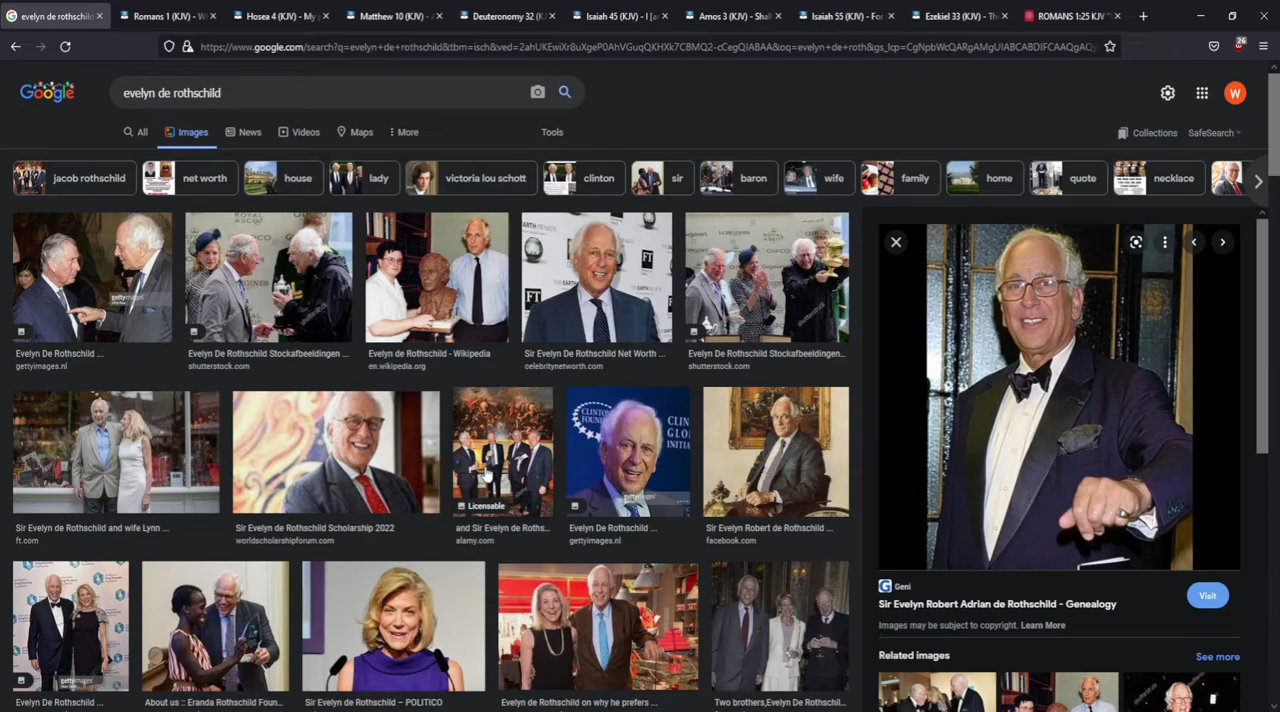 evelyn de rothschild
Romans 1 (KJV) - W
Hosea 4 (KJV) - My p
Matthew 10 (KJV) - A
Deuteronomy 32 (KJV)
Isaiah 45 (KJV) - I [a
Amos 3 (KJV) - Shal
Isaiah 55 (KJV) - For
Ezekiel 33 (KJV) - Th
ROMANS 1:25 KJV "
26
Google
evelyn de rothschild
W
All
Images
News
Videos
Maps
More
Tools
Collections
SafeSearch
jacob rothschild
net worth
house
lady
victoria lou schott
clinton
sir
baron
wife
family
home
quote
necklace
Evelyn De Rothschild ...
gettyimages.nl
Evelyn De Rothschild Stockafbeeldingen ...
shutterstock.com
Evelyn de Rothschild - Wikipedia
en.wikipedia.org
Sir Evelyn De Rothschild Net Worth ...
celebritynetworth.com
Evelyn De Rothschild Stockafbeeldingen...
shutterstock.com
FT
FT
Licensable
Sir Evelyn de Rothschild and wife Lynn ...
ft.com
Sir Evelyn de Rothschild Scholarship 2022
worldscholarshipforum.com
and Sir Evelyn de Roths...
alamy.com
Evelyn De Rothschild ...
gettyimages.nl
Sir Evelyn Robert de Rothschild ...
facebook.com
Geni
Sir Evelyn Robert Adrian de Rothschild - Genealogy
Visit
Images may be subject to copyright. Learn More
Related images
See more
Evelyn De Rothschild ...
About us :: Eranda Rothschild Foun...
Sir Evelyn de Rothschild – POLITICO
Evelyn de Rothschild on why he prefers ...
Two brothers,Evelyn De Rothschild ...